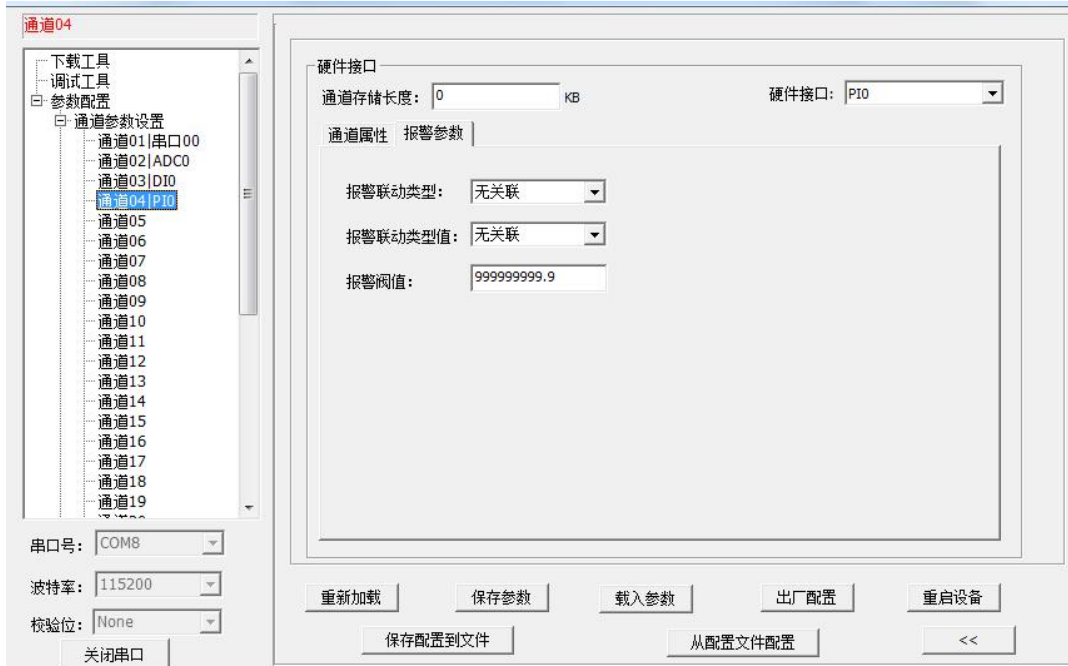 通道04
下载工具
调试工具
参数配置
通道参数设置
通道01|串口00
通道02|ADC0
通道03|DI0
通道04|PI0
通道05
通道06
通道07
通道08
通道09
通道10
通道11
通道12
通道13
通道14
通道15
通道16
通道17
通道18
通道19
串口号: COM8
波特率: 115200
校验位: None
关闭串口
硬件接口
通道存储长度: 0 KB 硬件接口: PI0
通道属性 报警参数
报警联动类型: 无关联
报警联动类型值: 无关联
报警阀值: 999999999.9
重新加载 保存参数 载入参数 出厂配置 重启设备
保存配置到文件 从配置文件配置 <<